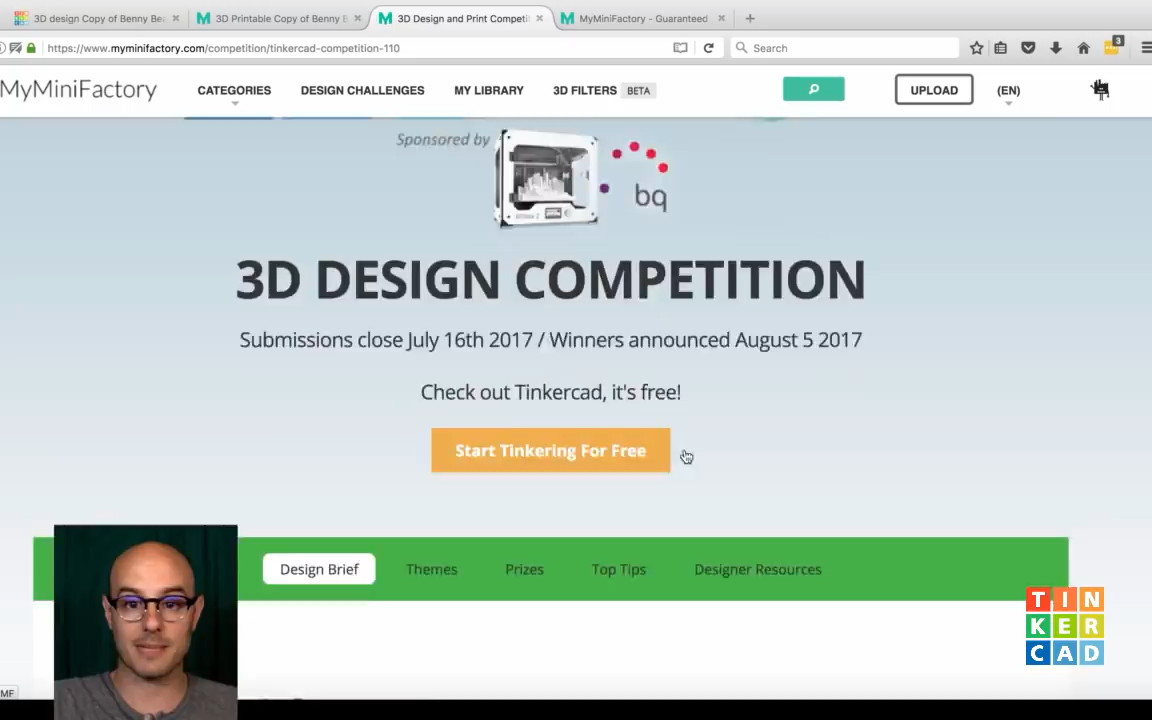 3D design Copy of Benny Bea
3D Printable Copy of Benny B
3D Design and Print Competi
MyMiniFactory - Guaranteed
https://www.myminifactory.com/competition/tinkercad-competition-110
Search
3
MyMiniFactory
CATEGORIES
DESIGN CHALLENGES
MY LIBRARY
3D FILTERS BETA
UPLOAD
(EN)
Sponsored by
bq
3D DESIGN COMPETITION
Submissions close July 16th 2017 / Winners announced August 5 2017
Check out Tinkercad, it's free!
Start Tinkering For Free
Design Brief
Themes
Prizes
Top Tips
Designer Resources
TIN
KER
CAD
MF